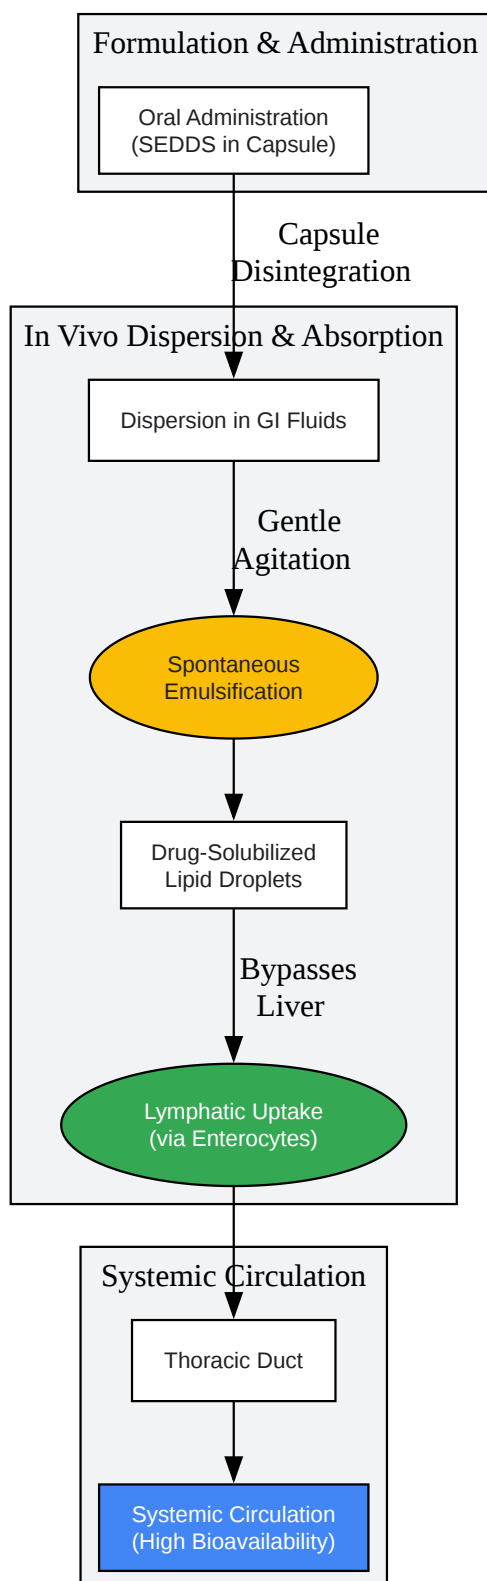 Formulation & Administration
Oral Administration
(SEDDS in Capsule)
Capsule
Disintegration
In Vivo Dispersion & Absorption
Dispersion in GI Fluids
Gentle
Agitation
Spontaneous
Emulsification
Drug-Solubilized
Lipid Droplets
Bypasses
Liver
Lymphatic Uptake
(via Enterocytes)
Systemic Circulation
Thoracic Duct
Systemic Circulation
(High Bioavailability)